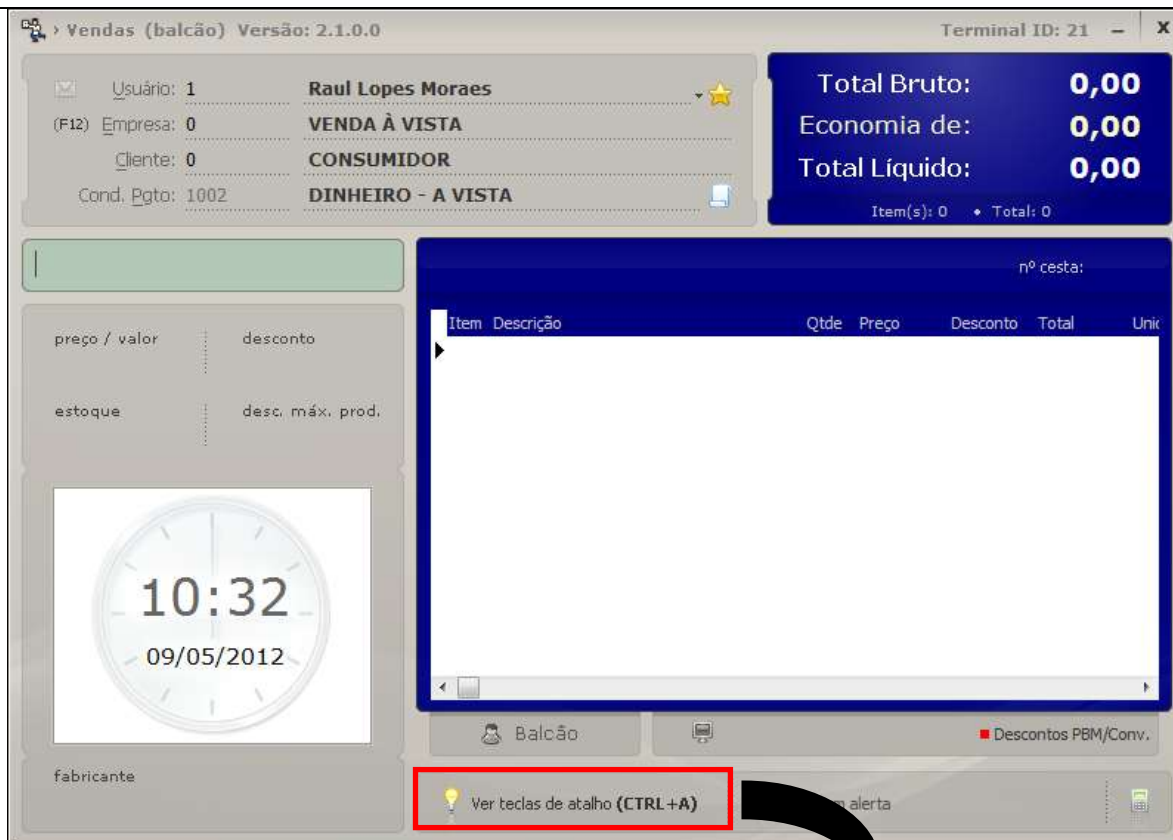 › Vendas (balcão) Versão: 2.1.0.0
Terminal ID: 21 – x
Usuário: 1 Raul Lopes Moraes
(F12) Empresa: 0 VENDA À VISTA
Cliente: 0 CONSUMIDOR
Cond. Pgto: 1002 DINHEIRO - A VISTA
Total Bruto: 0,00
Economia de: 0,00
Total Líquido: 0,00
Item(s): 0 • Total: 0
nº cesta:
Item Descrição Qtde Preço Desconto Total
preço / valor desconto
estoque desc. máx. prod.
10:32
09/05/2012
Balcão
Descontos PBM/Conv.
fabricante
Ver teclas de atalho (CTRL+A)
alerta